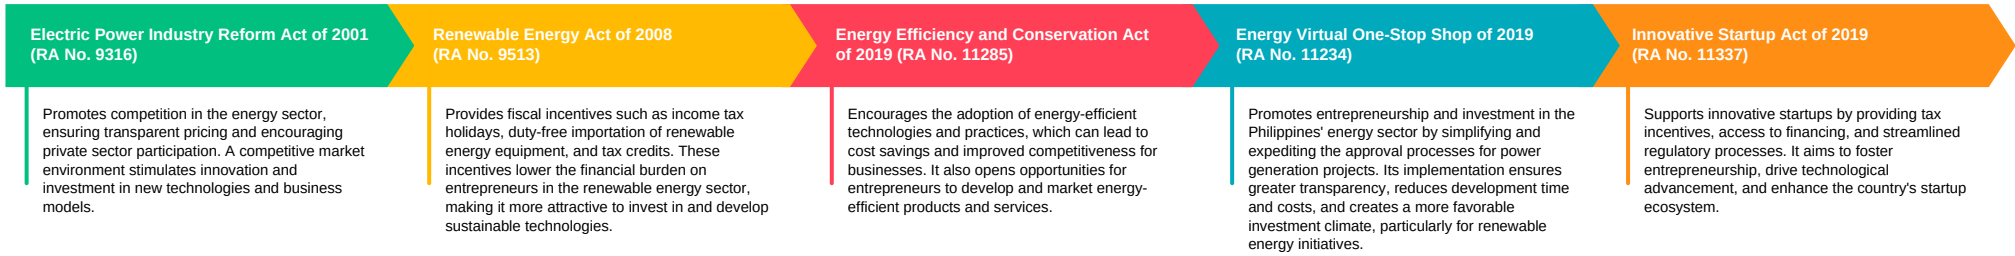 Electric Power Industry Reform Act of 2001
(RA No. 9316)
Promotes competition in the energy sector,
ensuring transparent pricing and encouraging
private sector participation. A competitive market
environment stimulates innovation and
investment in new technologies and business
models.
Renewable Energy Act of 2008
(RA No. 9513)
Provides fiscal incentives such as income tax
holidays, duty-free importation of renewable
energy equipment, and tax credits. These
incentives lower the financial burden on
entrepreneurs in the renewable energy sector,
making it more attractive to invest in and develop
sustainable technologies.
Energy Efficiency and Conservation Act
of 2019 (RA No. 11285)
Encourages the adoption of energy-efficient
technologies and practices, which can lead to
cost savings and improved competitiveness for
businesses. It also opens opportunities for
entrepreneurs to develop and market energy-
efficient products and services.
Energy Virtual One-Stop Shop of 2019
(RA No. 11234)
Promotes entrepreneurship and investment in the
Philippines' energy sector by simplifying and
expediting the approval processes for power
generation projects. Its implementation ensures
greater transparency, reduces development time
and costs, and creates a more favorable
investment climate, particularly for renewable
energy initiatives.
Innovative Startup Act of 2019
(RA No. 11337)
Supports innovative startups by providing tax
incentives, access to financing, and streamlined
regulatory processes. It aims to foster
entrepreneurship, drive technological
advancement, and enhance the country's startup
ecosystem.